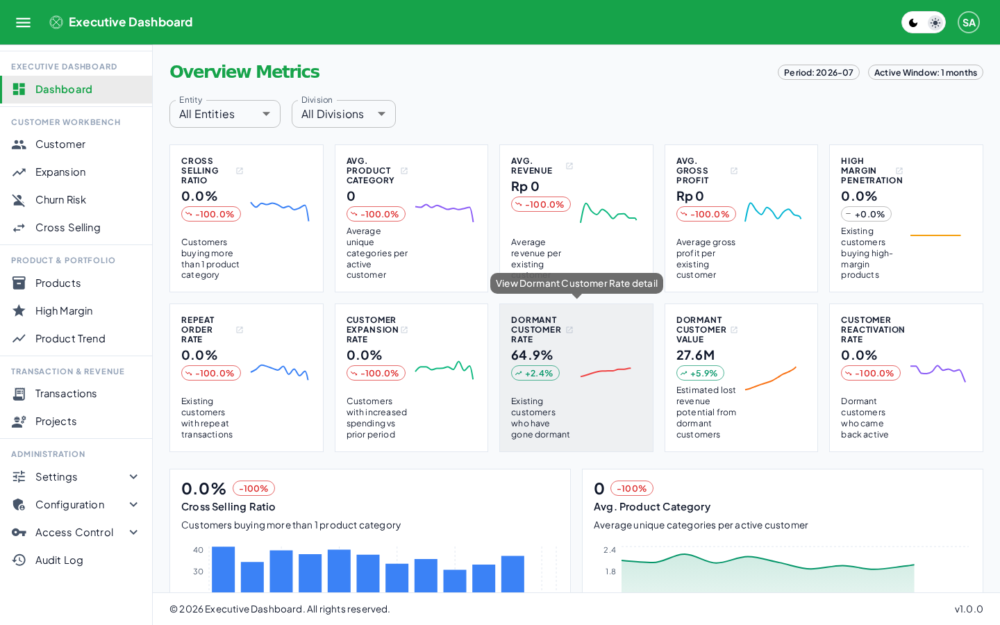 Executive Dashboard
SA
EXECUTIVE DASHBOARD
Dashboard
CUSTOMER WORKBENCH
Customer
Expansion
Churn Risk
Cross Selling
PRODUCT & PORTFOLIO
Products
High Margin
Product Trend
TRANSACTION & REVENUE
Transactions
Projects
ADMINISTRATION
Settings
Configuration
Access Control
Audit Log
Overview Metrics
Period: 2026-07
Active Window: 1 months
Entity
All Entities
Division
All Divisions
CROSS
SELLING
RATIO
0.0%
-100.0%
Customers
buying more
than 1 product
category
AVG.
PRODUCT
CATEGORY
0
-100.0%
Average
unique
categories per
active
customer
AVG.
REVENUE
Rp 0
-100.0%
Average
revenue per
existing
customer
AVG.
GROSS
PROFIT
Rp 0
-100.0%
Average gross
profit per
existing
customer
HIGH
MARGIN
PENETRATION
0.0%
+0.0%
Existing
customers
buying high-
margin
products
View Dormant Customer Rate detail
REPEAT
ORDER
RATE
0.0%
-100.0%
Existing
customers
with repeat
transactions
CUSTOMER
EXPANSION
RATE
0.0%
-100.0%
Customers
with increased
spending vs
prior period
DORMANT
CUSTOMER
RATE
64.9%
+2.4%
Existing
customers
who have
gone dormant
DORMANT
CUSTOMER
VALUE
27.6M
+5.9%
Estimated lost
revenue
potential from
dormant
customers
CUSTOMER
REACTIVATION
RATE
0.0%
-100.0%
Dormant
customers
who came
back active
0.0% -100%
Cross Selling Ratio
Customers buying more than 1 product category
40
30
0 -100%
Avg. Product Category
Average unique categories per active customer
2.4
1.8
© 2026 Executive Dashboard. All rights reserved.
v1.0.0